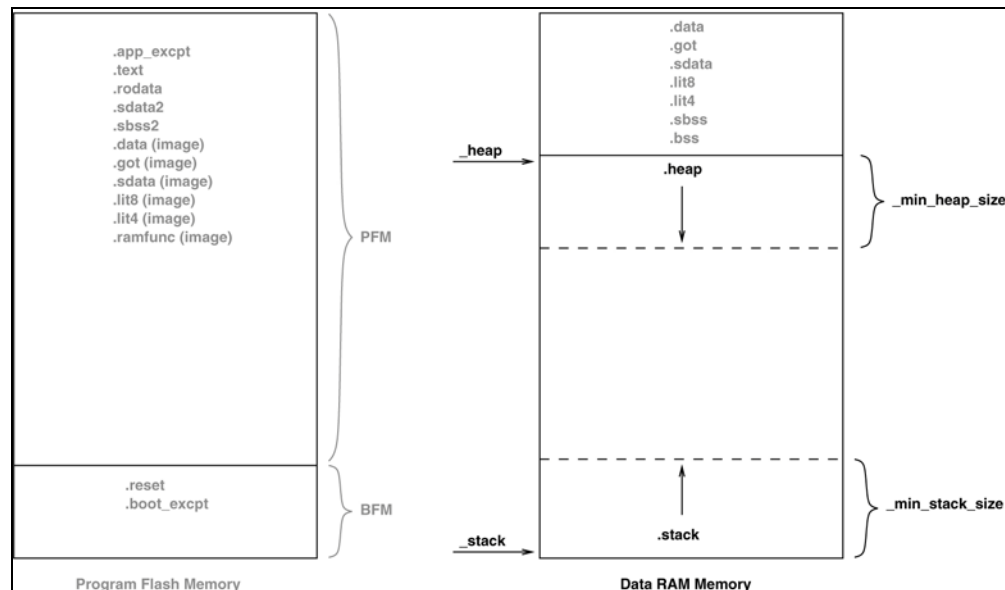 .app_excpt
.text
.rodata
.sdata2
.sbss2
.data (image)
.got (image)
.sdata (image)
.lit8 (image)
.lit4 (image)
.ramfunc (image)
PFM
.reset
.boot_excpt
BFM
Program Flash Memory
.data
.got
.sdata
.lit8
.lit4
.sbss
.bss
_heap
.heap
_min_heap_size
_min_stack_size
.stack
_stack
Data RAM Memory